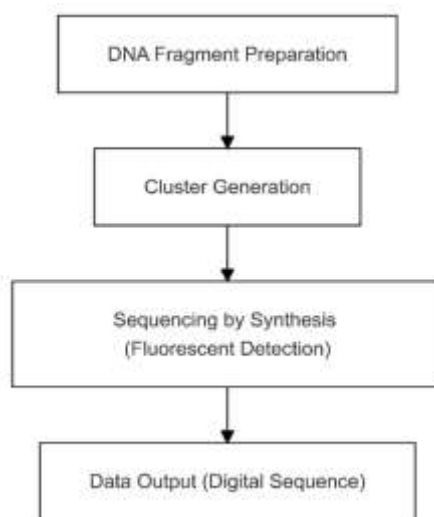 DNA Fragment Preparation
Cluster Generation
Sequencing by Synthesis
(Fluorescent Detection)
Data Output (Digital Sequence)